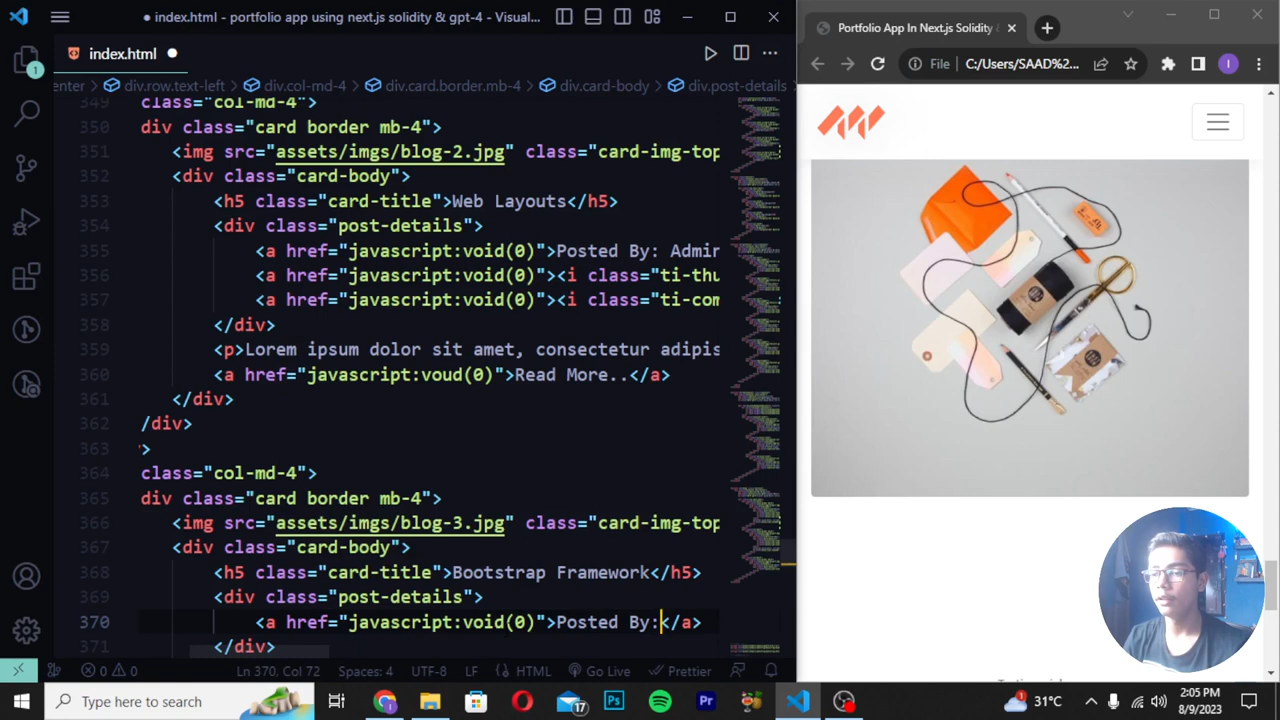 index.html - portfolio app using next.js solidity & gpt-4 - Visual...
Portfolio App In Next.js Solidity
index.html
File
C:/Users/SAAD%2...
I
1
enter > div.row.text-left > div.col-md-4 > div.card.border.mb-4 > div.card-body > div.post-details
349 class="col-md-4">
350 div class="card border mb-4">
351 <img src="assets/imgs/blog-2.jpg" class="card-img-top
352 <div class="card-body">
353 <h5 class="card-title">Web Layouts</h5>
354 <div class="post-details">
355 <a href="javascript:void(0)">Posted By: Admin
356 <a href="javascript:void(0)"><i class="ti-thu
357 <a href="javascript:void(0)"><i class="ti-com
358 </div>
359 <p>Lorem ipsum dolor sit amet, consectetur adipis
360 <a href="javascript:voud(0)">Read More..</a>
361 </div>
362 /div>
363 >
364 class="col-md-4">
365 div class="card border mb-4">
366 <img src="assets/imgs/blog-3.jpg" class="card-img-top
367 <div class="card-body">
368 <h5 class="card-title">Bootstrap Framework</h5>
369 <div class="post-details">
370 <a href="javascript:void(0)">Posted By:</a>
371 </div>
0 0 Ln 370, Col 72 Spaces: 4 UTF-8 LF HTML Go Live Prettier
Type here to search
17
Ps
Pr
1
31°C
2:05 PM
8/9/2023